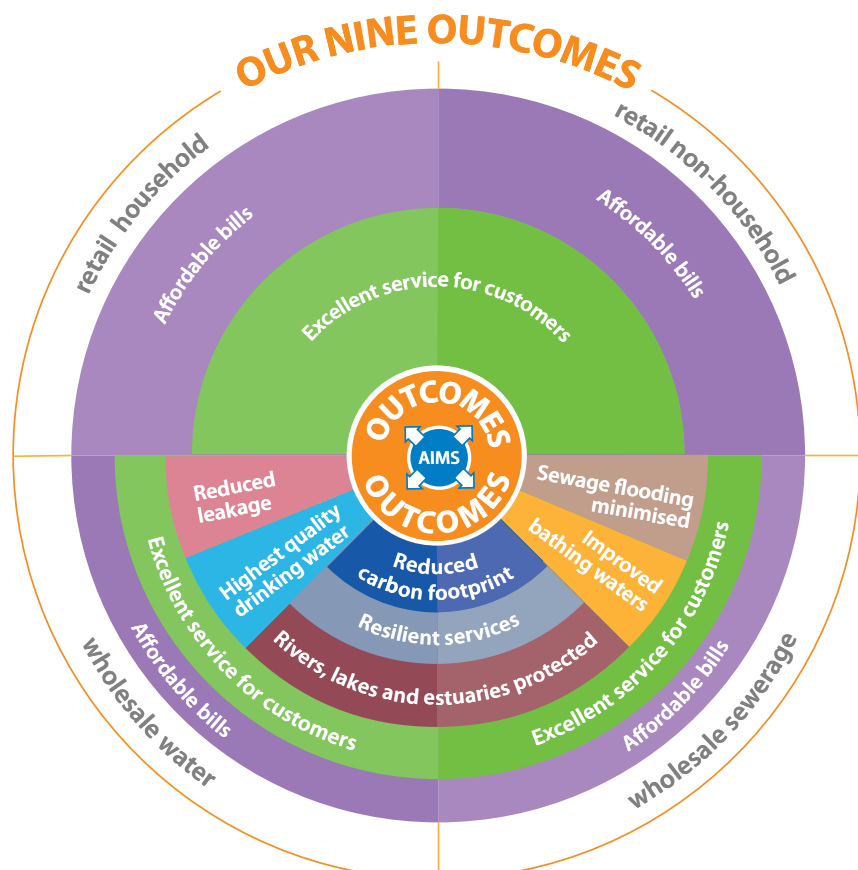 OUR NINE OUTCOMES
retail household
retail non-household
Affordable bills
Affordable bills
Excellent service for customers
OUTCOMES
AIMS
OUTCOMES
Reduced
leakage
Highest quality
drinking water
Sewage flooding
minimised
Improved
bathing waters
Reduced
carbon footprint
Resilient services
Rivers, lakes and estuaries protected
Excellent service for customers
Excellent service for customers
Affordable bills
Affordable bills
wholesale water
wholesale sewerage